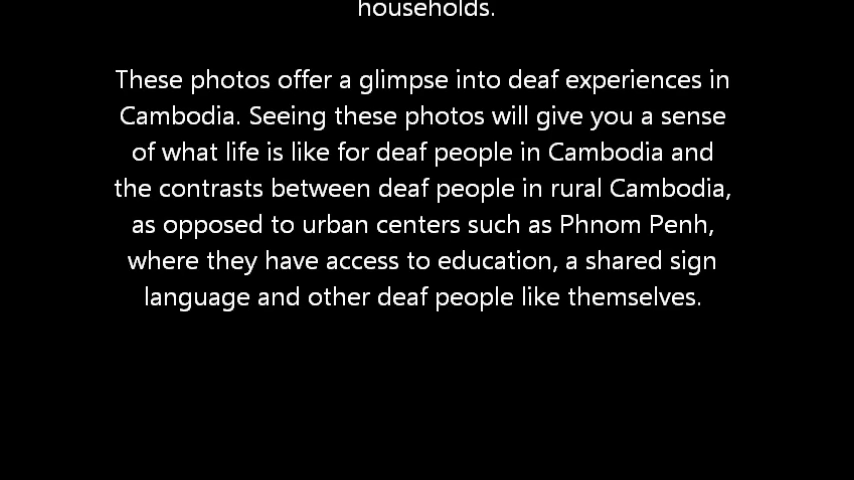 households.
These photos offer a glimpse into deaf experiences in
Cambodia. Seeing these photos will give you a sense
of what life is like for deaf people in Cambodia and
the contrasts between deaf people in rural Cambodia,
as opposed to urban centers such as Phnom Penh,
where they have access to education, a shared sign
language and other deaf people like themselves.